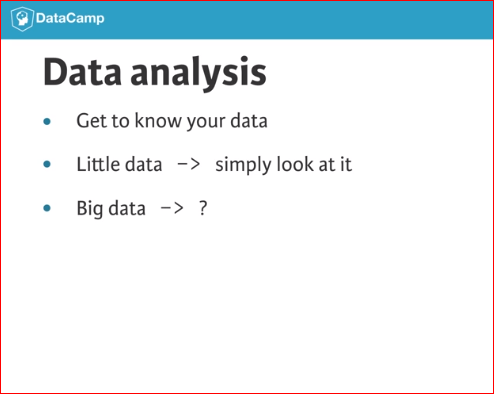 DataCamp
Data analysis
• Get to know your data
• Little data -> simply look at it
• Big data -> ?